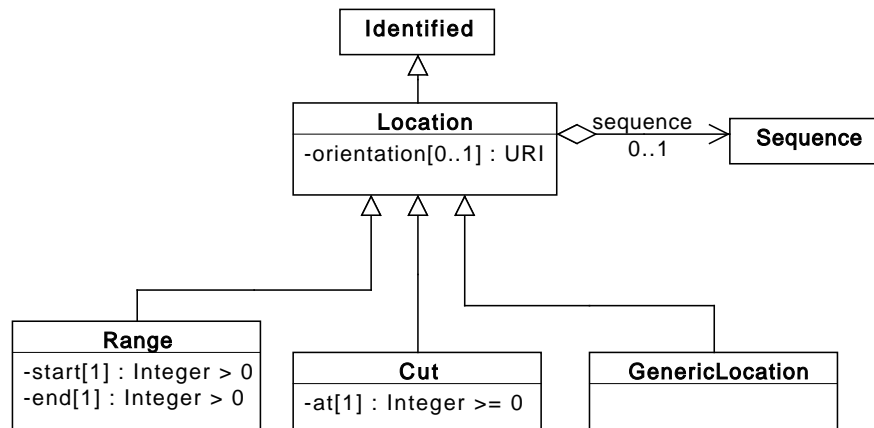 Identified
Location
-orientation[0..1] : URI
sequence
0..1
Sequence
Range
-start[1] : Integer > 0
-end[1] : Integer > 0
Cut
-at[1] : Integer >= 0
GenericLocation